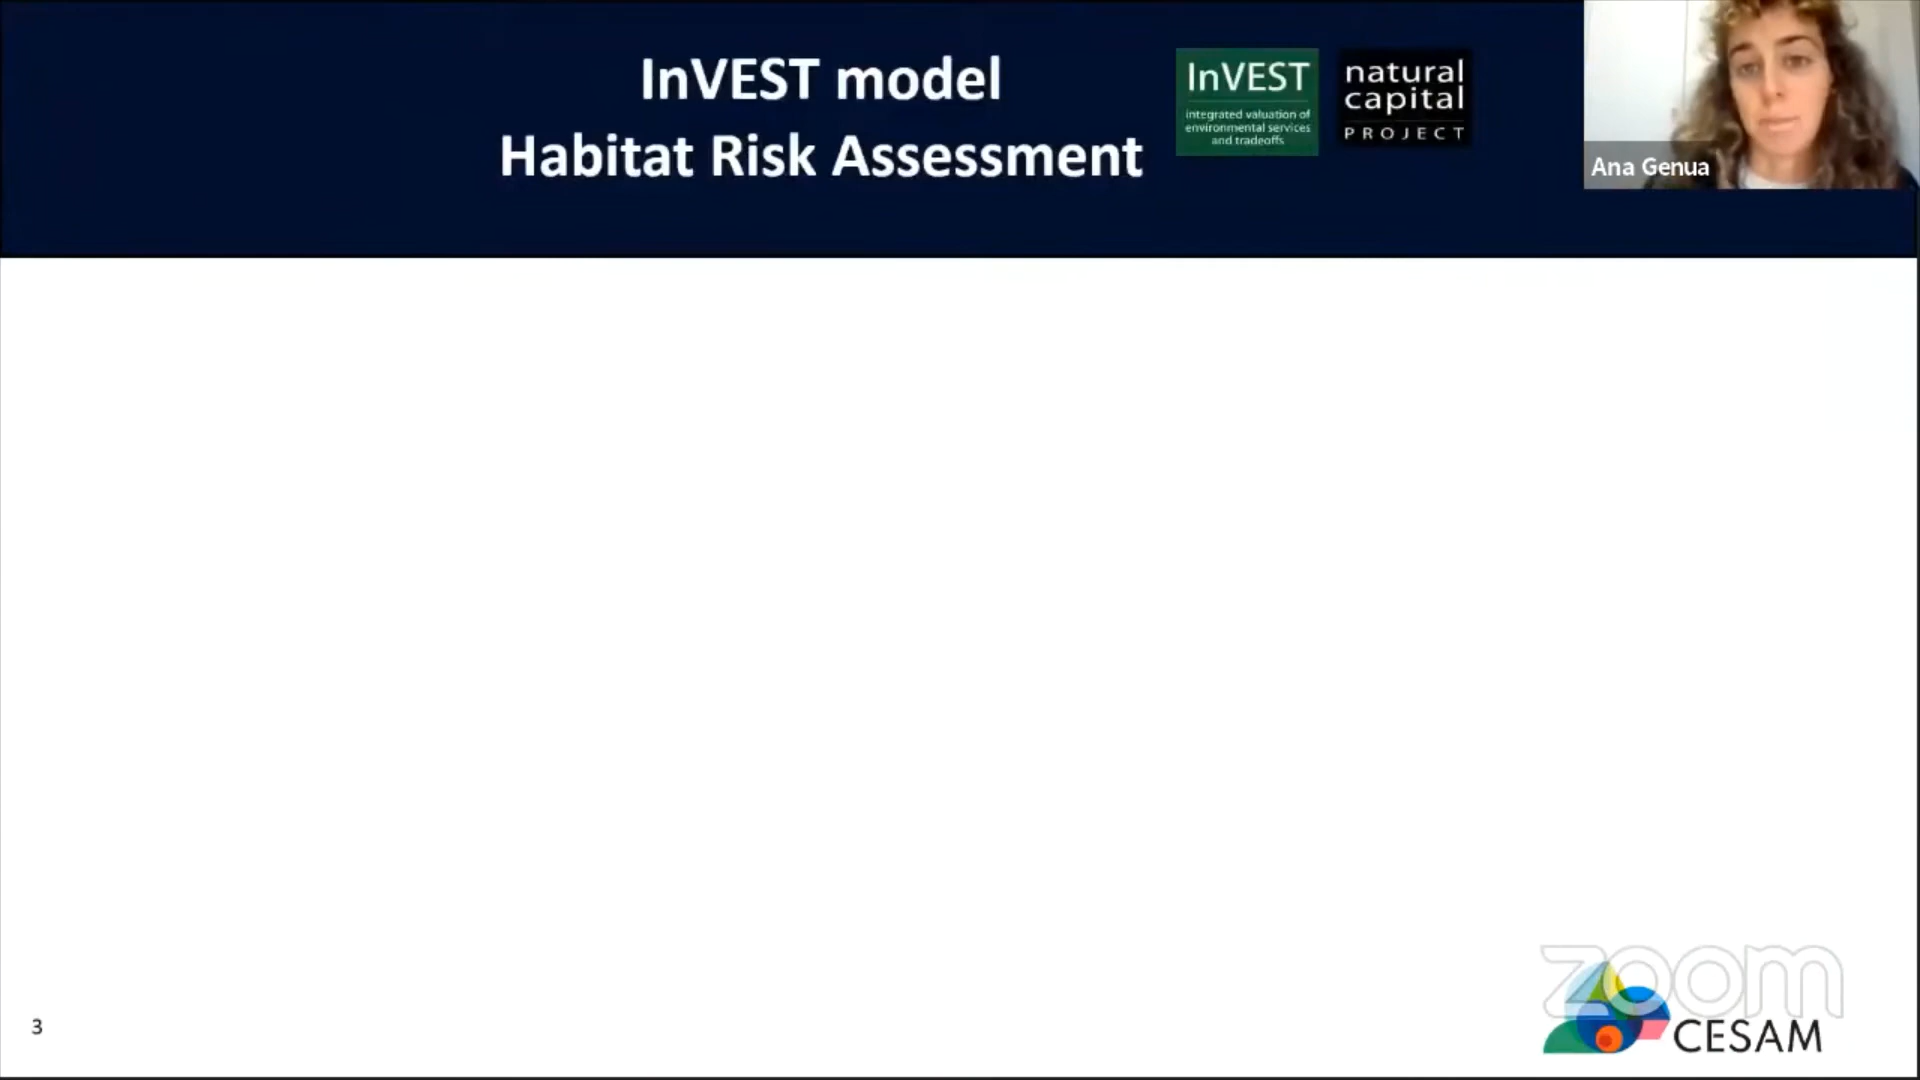 InVEST model
Habitat Risk Assessment
InVEST
integrated valuation of
environmental services
and tradeoffs
natural
capital
PROJECT
Ana Genua
zoom
CESAM
3